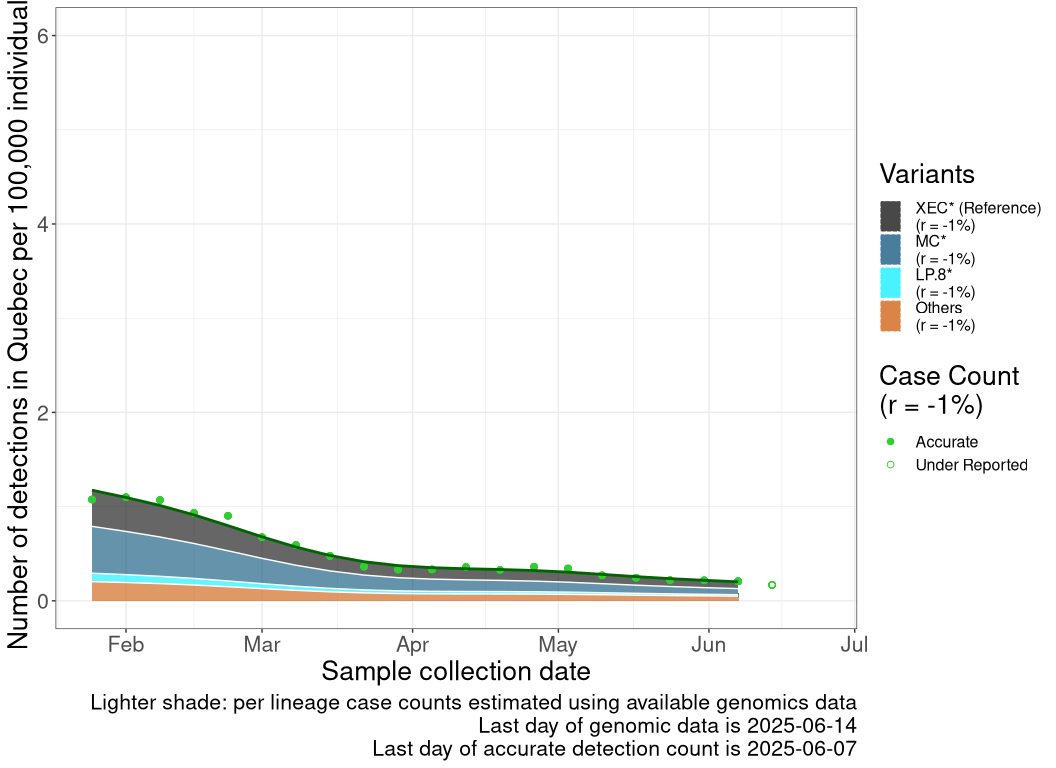 Number of detections in Quebec per 100,000 individual
6
4
2
0
Feb
Mar
Apr
May
Jun
Jul
Sample collection date
Variants
XEC* (Reference)
(r = -1%)
MC*
(r = -1%)
LP.8*
(r = -1%)
Others
(r = -1%)
Case Count
(r = -1%)
Accurate
Under Reported
Lighter shade: per lineage case counts estimated using available genomics data
Last day of genomic data is 2025-06-14
Last day of accurate detection count is 2025-06-07